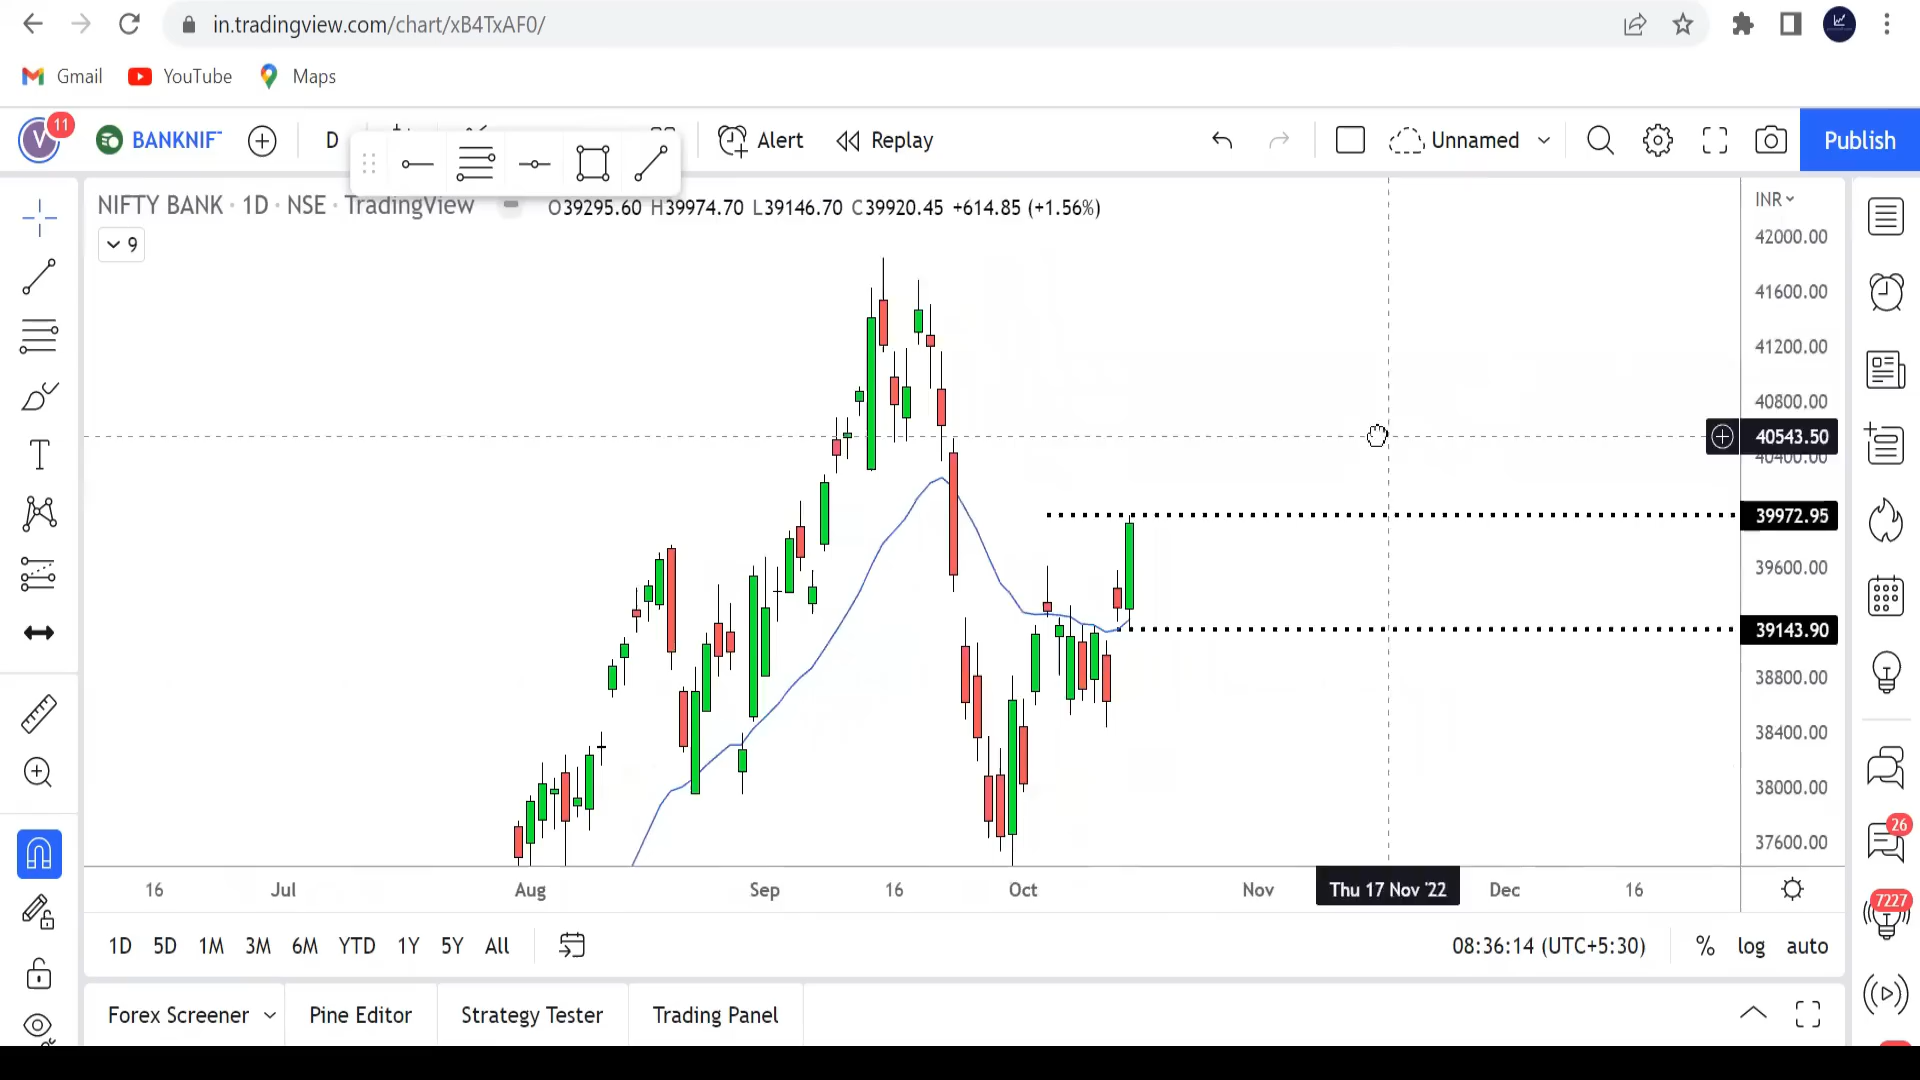 in.tradingview.com/chart/xB4TxAF0/
Gmail YouTube Maps
V 11 BANKNIF D Alert Replay Unnamed Publish
NIFTY BANK · 1D · NSE · TradingView O39295.60 H39974.70 L39146.70 C39920.45 +614.85 (+1.56%) INR
9
42000.00
41600.00
41200.00
40800.00
40543.50
40400.00
39972.95
39600.00
39143.90
38800.00
38400.00
38000.00
37600.00
16 Jul Aug Sep 16 Oct Nov Thu 17 Nov '22 Dec 16
26
7227
1D 5D 1M 3M 6M YTD 1Y 5Y All 08:36:14 (UTC+5:30) % log auto
Forex Screener Pine Editor Strategy Tester Trading Panel